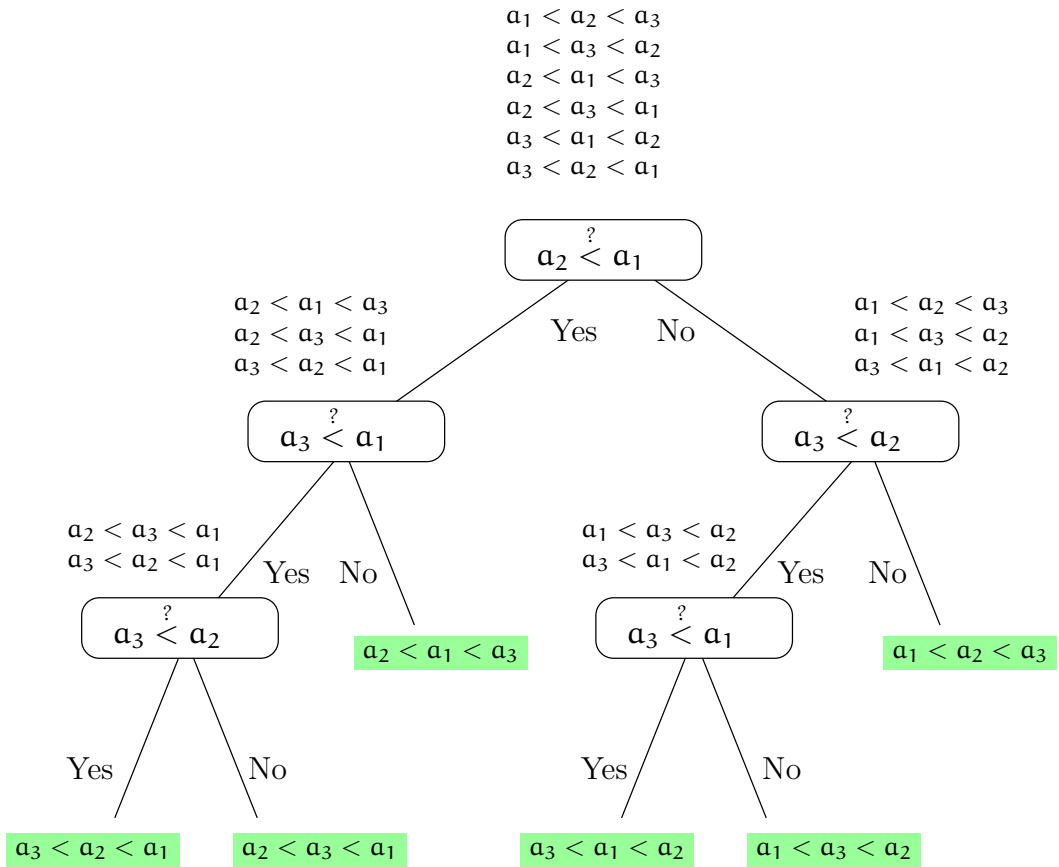 a₁ < a₂ < a₃
a₁ < a₃ < a₂
a₂ < a₁ < a₃
a₂ < a₃ < a₁
a₃ < a₁ < a₂
a₃ < a₂ < a₁
?
a₂ < a₁
Yes
No
a₂ < a₁ < a₃
a₂ < a₃ < a₁
a₃ < a₂ < a₁
a₁ < a₂ < a₃
a₁ < a₃ < a₂
a₃ < a₁ < a₂
?
a₃ < a₁
?
a₃ < a₂
a₂ < a₃ < a₁
a₃ < a₂ < a₁
Yes
No
a₁ < a₃ < a₂
a₃ < a₁ < a₂
Yes
No
?
a₃ < a₂
a₂ < a₁ < a₃
?
a₃ < a₁
a₁ < a₂ < a₃
Yes
No
Yes
No
a₃ < a₂ < a₁
a₂ < a₃ < a₁
a₃ < a₁ < a₂
a₁ < a₃ < a₂